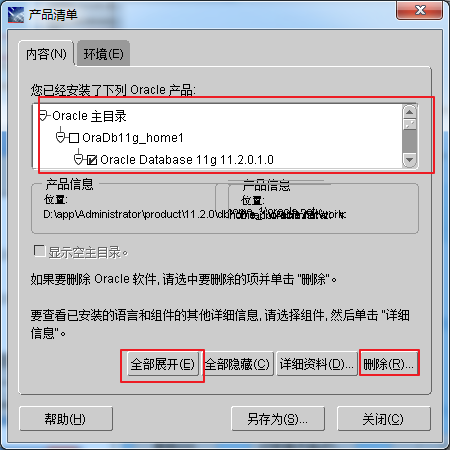 产品清单
内容(N) 环境(E)
您已经安装了下列 Oracle 产品:
Oracle 主目录
OraDb11g_home1
Oracle Database 11g 11.2.0.1.0
产品信息 产品信息
位置: 位置:
D:\app\Administrator\product\11.2.0\dbhome_1\oracle.network:
显示空主目录。
如果要删除 Oracle 软件, 请选中要删除的项并单击 "删除"。
要查看已安装的语言和组件的其他详细信息, 请选择组件, 然后单击 "详细
信息"。
全部展开(E) 全部隐藏(C) 详细资料(D)... 删除(R)...
帮助(H) 另存为(S)... 关闭(C)